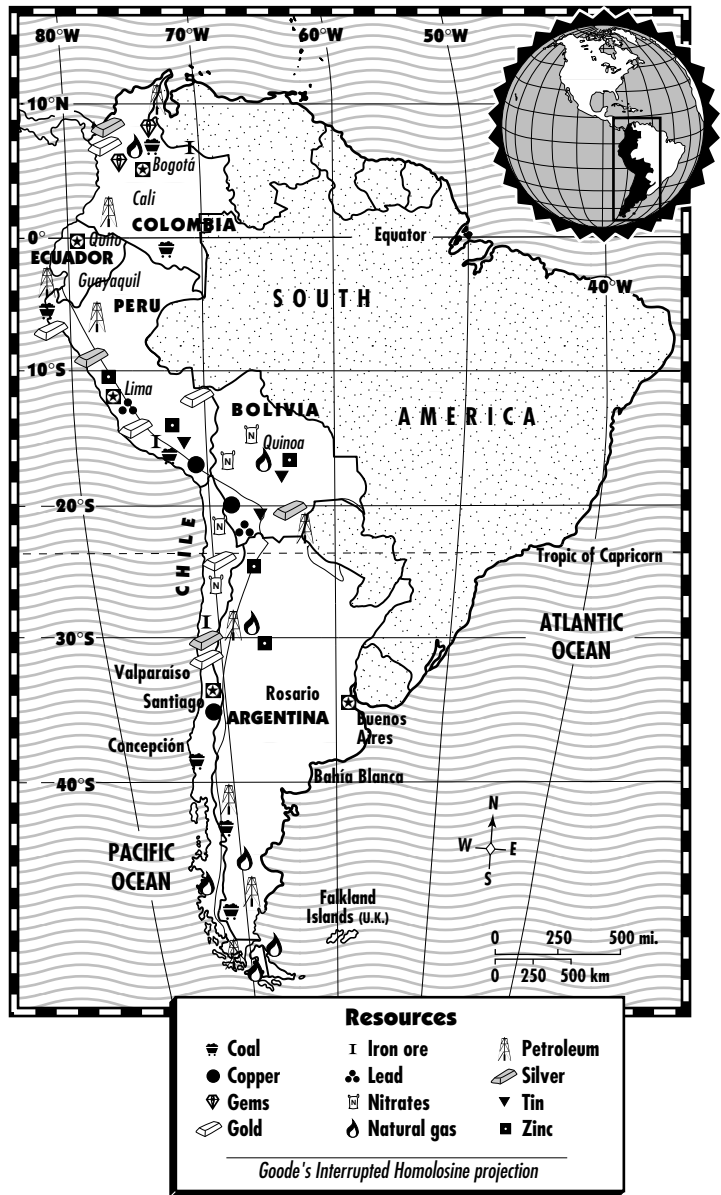 80°W
70°W
60°W
50°W
10°N
I
Bogotá
Cali
COLOMBIA
0°
Quito
ECUADOR
Equator
Guayaquil
40°W
PERU
SOUTH
10°S
Lima
BOLIVIA
AMERICA
N
Quinoa
I
N
20°S
CHILE
N
Tropic of Capricorn
N
I
30°S
ATLANTIC
OCEAN
Valparaíso
Santiago
Rosario
ARGENTINA
Buenos
Aires
Concepción
Bahía Blanca
40°S
N
W
E
S
PACIFIC
OCEAN
Falkland
Islands (U.K.)
0 250 500 mi.
0 250 500 km
Resources
Coal
I Iron ore
Petroleum
Copper
Lead
Silver
Gems
N Nitrates
Tin
Gold
Natural gas
Zinc
Goode's Interrupted Homolosine projection